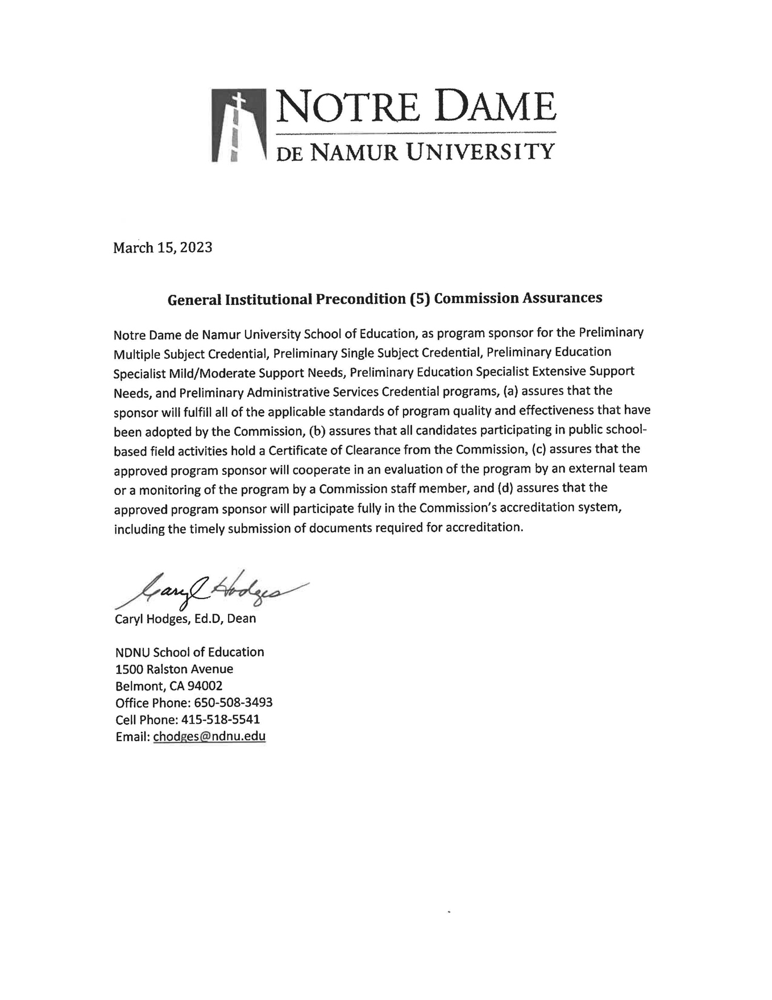 NOTRE DAME
DE NAMUR UNIVERSITY
March 15, 2023
General Institutional Precondition (5) Commission Assurances
Notre Dame de Namur University School of Education, as program sponsor for the Preliminary
Multiple Subject Credential, Preliminary Single Subject Credential, Preliminary Education
Specialist Mild/Moderate Support Needs, Preliminary Education Specialist Extensive Support
Needs, and Preliminary Administrative Services Credential programs, (a) assures that the
sponsor will fulfill all of the applicable standards of program quality and effectiveness that have
been adopted by the Commission, (b) assures that all candidates participating in public school-
based field activities hold a Certificate of Clearance from the Commission, (c) assures that the
approved program sponsor will cooperate in an evaluation of the program by an external team
or a monitoring of the program by a Commission staff member, and (d) assures that the
approved program sponsor will participate fully in the Commission's accreditation system,
including the timely submission of documents required for accreditation.
Caryl Hodges
Caryl Hodges, Ed.D, Dean
NDNU School of Education
1500 Ralston Avenue
Belmont, CA 94002
Office Phone: 650-508-3493
Cell Phone: 415-518-5541
Email: chodges@ndnu.edu